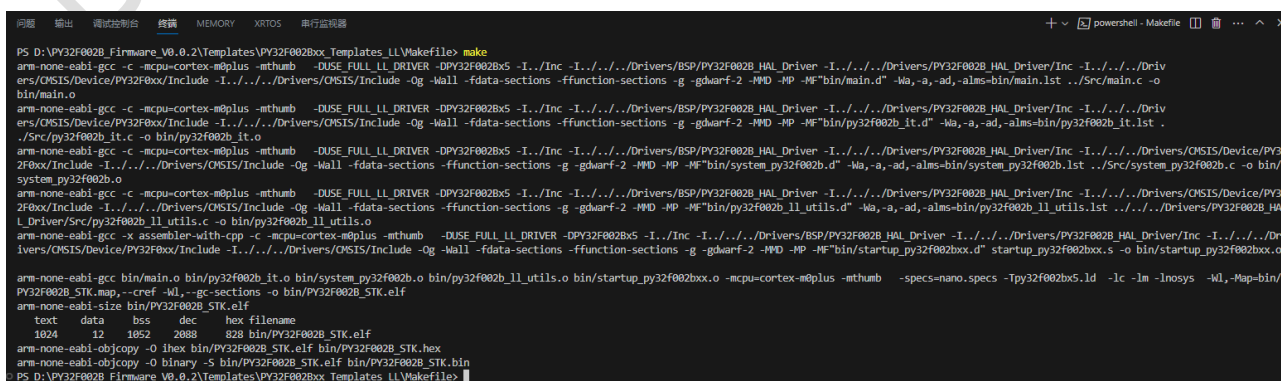 问题 输出 调试控制台 终端 MEMORY XRTOS 串行监视器 powershell - Makefile
PS D:\PY32F002B_Firmware_V0.0.2\Templates\PY32F002Bxx_Templates_LL\Makefile> make
arm-none-eabi-gcc -c -mcpu=cortex-m0plus -mthumb -DUSE_FULL_LL_DRIVER -DPY32F002Bx5 -I../Inc -I../../../Drivers/BSP/PY32F002B_HAL_Driver -I../../../Drivers/PY32F002B_HAL_Driver/Inc -I../../../Driv
ers/CMSIS/Device/PY32F0xx/Include -I../../../Drivers/CMSIS/Include -Og -Wall -fdata-sections -ffunction-sections -g -gdwarf-2 -MMD -MP -MF"bin/main.d" -Wa,-a,-ad,-alms=bin/main.lst ../Src/main.c -o
bin/main.o
arm-none-eabi-gcc -c -mcpu=cortex-m0plus -mthumb -DUSE_FULL_LL_DRIVER -DPY32F002Bx5 -I../Inc -I../../../Drivers/BSP/PY32F002B_HAL_Driver -I../../../Drivers/PY32F002B_HAL_Driver/Inc -I../../../Driv
ers/CMSIS/Device/PY32F0xx/Include -I../../../Drivers/CMSIS/Include -Og -Wall -fdata-sections -ffunction-sections -g -gdwarf-2 -MMD -MP -MF"bin/py32f002b_it.d" -Wa,-a,-ad,-alms=bin/py32f002b_it.lst .
./Src/py32f002b_it.c -o bin/py32f002b_it.o
arm-none-eabi-gcc -c -mcpu=cortex-m0plus -mthumb -DUSE_FULL_LL_DRIVER -DPY32F002Bx5 -I../Inc -I../../../Drivers/BSP/PY32F002B_HAL_Driver -I../../../Drivers/PY32F002B_HAL_Driver/Inc -I../../../Drivers/CMSIS/Device/PY3
2F0xx/Include -I../../../Drivers/CMSIS/Include -Og -Wall -fdata-sections -ffunction-sections -g -gdwarf-2 -MMD -MP -MF"bin/system_py32f002b.d" -Wa,-a,-ad,-alms=bin/system_py32f002b.lst ../Src/system_py32f002b.c -o bin/
system_py32f002b.o
arm-none-eabi-gcc -c -mcpu=cortex-m0plus -mthumb -DUSE_FULL_LL_DRIVER -DPY32F002Bx5 -I../Inc -I../../../Drivers/BSP/PY32F002B_HAL_Driver -I../../../Drivers/PY32F002B_HAL_Driver/Inc -I../../../Drivers/CMSIS/Device/PY3
2F0xx/Include -I../../../Drivers/CMSIS/Include -Og -Wall -fdata-sections -ffunction-sections -g -gdwarf-2 -MMD -MP -MF"bin/py32f002b_ll_utils.d" -Wa,-a,-ad,-alms=bin/py32f002b_ll_utils.lst ../../../Drivers/PY32F002B_HA
L_Driver/Src/py32f002b_ll_utils.c -o bin/py32f002b_ll_utils.o
arm-none-eabi-gcc -x assembler-with-cpp -c -mcpu=cortex-m0plus -mthumb -DUSE_FULL_LL_DRIVER -DPY32F002Bx5 -I../Inc -I../../../Drivers/BSP/PY32F002B_HAL_Driver -I../../../Drivers/PY32F002B_HAL_Driver/Inc -I../../../Dr
ivers/CMSIS/Device/PY32F0xx/Include -I../../../Drivers/CMSIS/Include -Og -Wall -fdata-sections -ffunction-sections -g -gdwarf-2 -MMD -MP -MF"bin/startup_py32f002bxx.d" startup_py32f002bxx.s -o bin/startup_py32f002bxx.o
arm-none-eabi-gcc bin/main.o bin/py32f002b_it.o bin/system_py32f002b.o bin/py32f002b_ll_utils.o bin/startup_py32f002bxx.o -mcpu=cortex-m0plus -mthumb -specs=nano.specs -Tpy32f002bx5.ld -lc -lm -lnosys -Wl,-Map=bin/
PY32F002B_STK.map,--cref -Wl,--gc-sections -o bin/PY32F002B_STK.elf
arm-none-eabi-size bin/PY32F002B_STK.elf
text data bss dec hex filename
1024 12 1052 2088 828 bin/PY32F002B_STK.elf
arm-none-eabi-objcopy -O ihex bin/PY32F002B_STK.elf bin/PY32F002B_STK.hex
arm-none-eabi-objcopy -O binary -S bin/PY32F002B_STK.elf bin/PY32F002B_STK.bin
PS D:\PY32F002B_Firmware_V0.0.2\Templates\PY32F002Bxx_Templates_LL\Makefile>